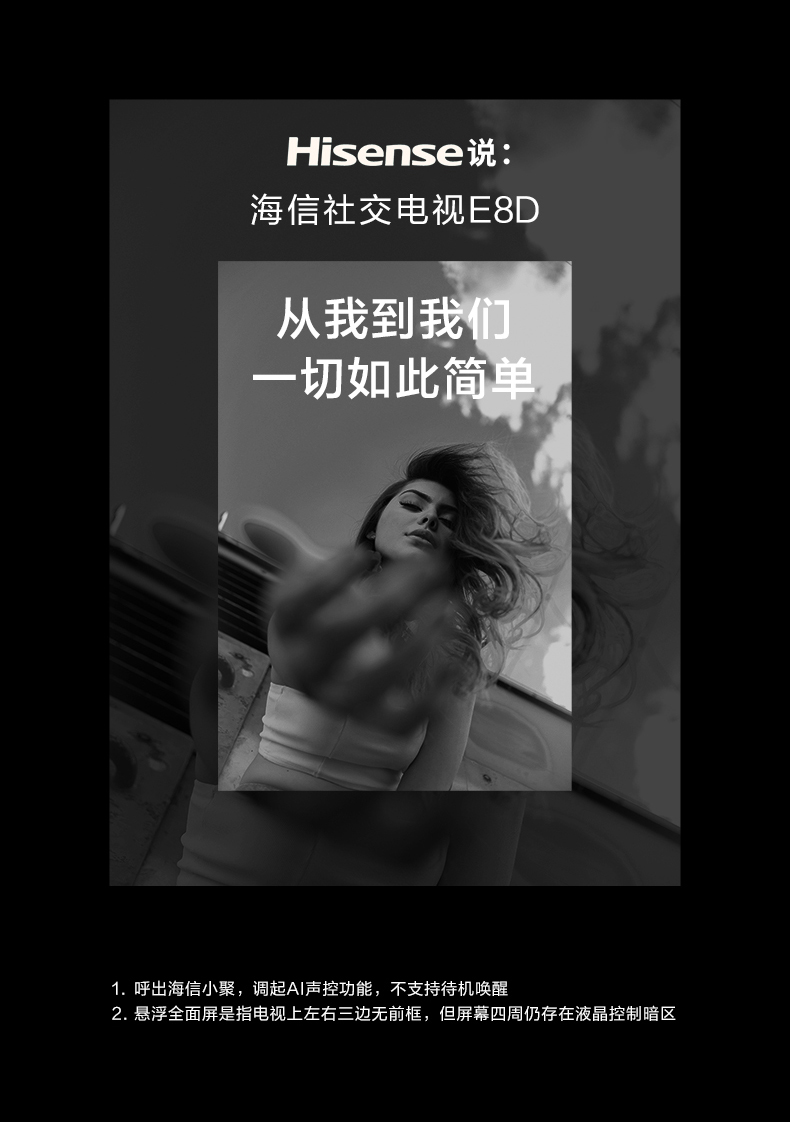 Hisense说：
海信社交电视E8D
从我到我们
一切如此简单
1. 呼出海信小聚，调起AI声控功能，不支持待机唤醒
2. 悬浮全面屏是指电视上左右三边无前框，但屏幕四周仍存在液晶控制暗区